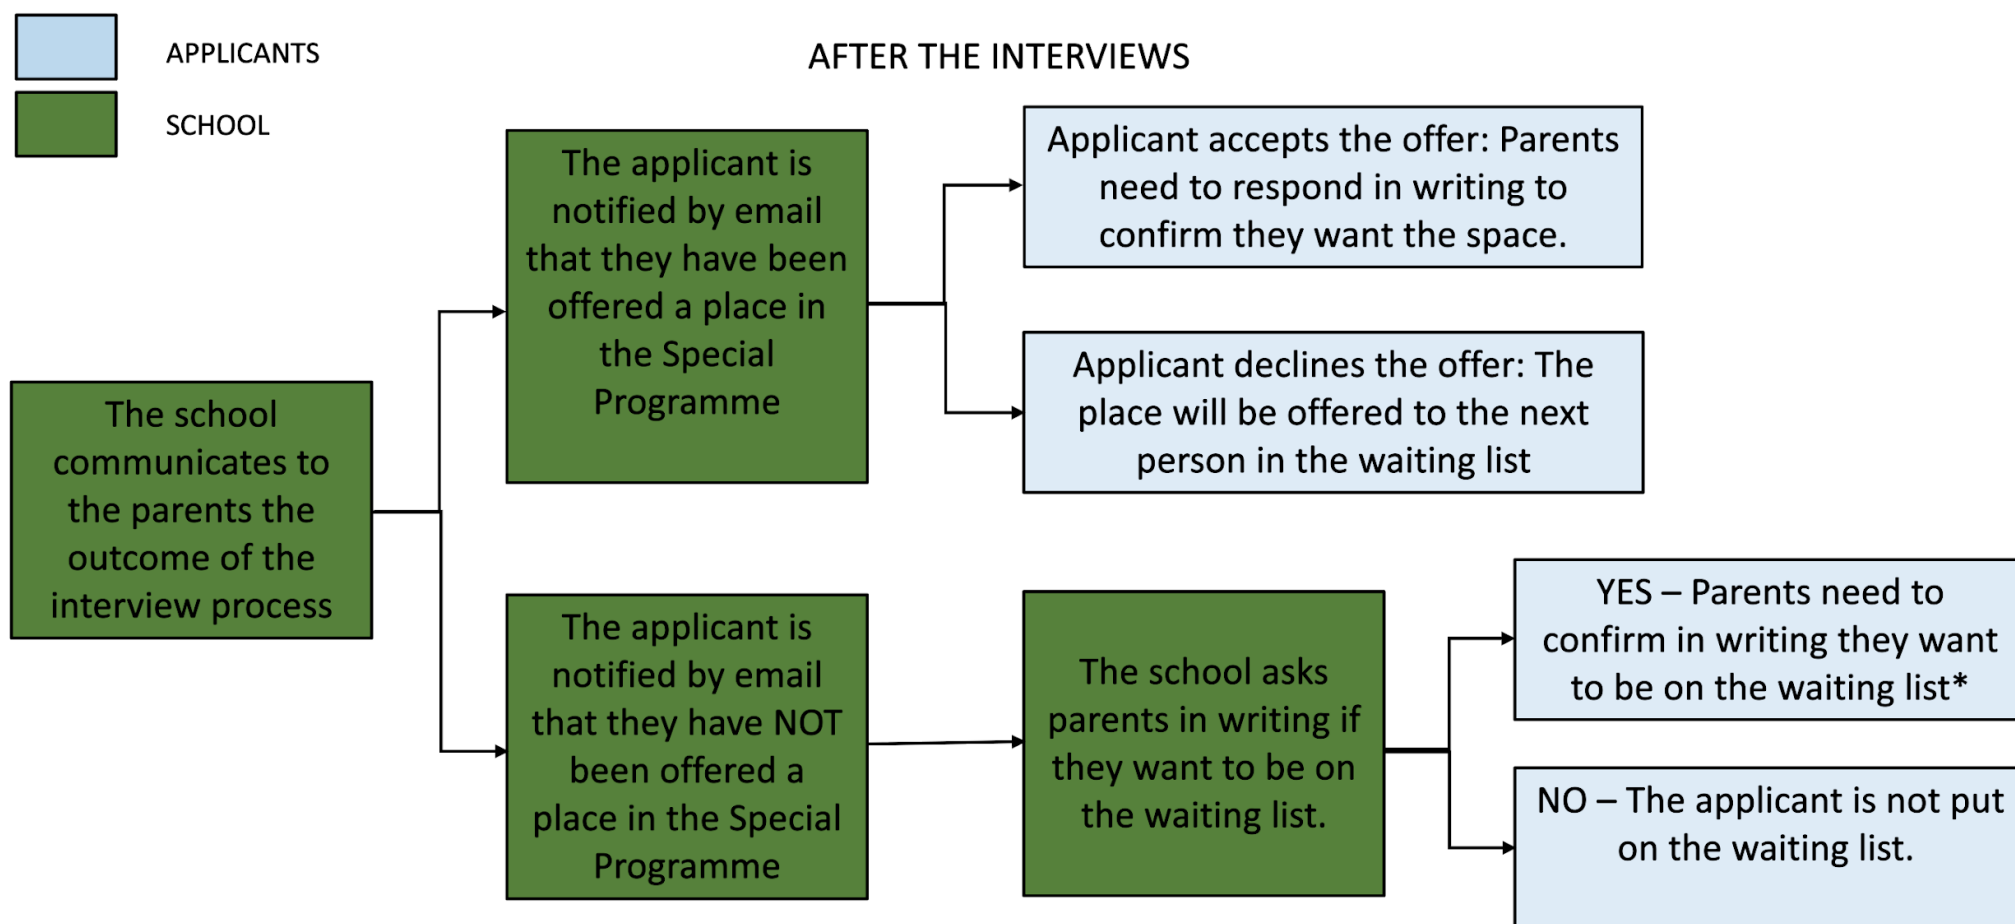 APPLICANTS
AFTER THE INTERVIEWS
SCHOOL
The school
communicates to
the parents the
outcome of the
interview process
The applicant is
notified by email
that they have been
offered a place in
the Special
Programme
Applicant accepts the offer: Parents
need to respond in writing to
confirm they want the space.
Applicant declines the offer: The
place will be offered to the next
person in the waiting list
The applicant is
notified by email
that they have NOT
been offered a
place in the Special
Programme
The school asks
parents in writing if
they want to be on
the waiting list.
YES – Parents need to
confirm in writing they want
to be on the waiting list*
NO – The applicant is not put
on the waiting list.